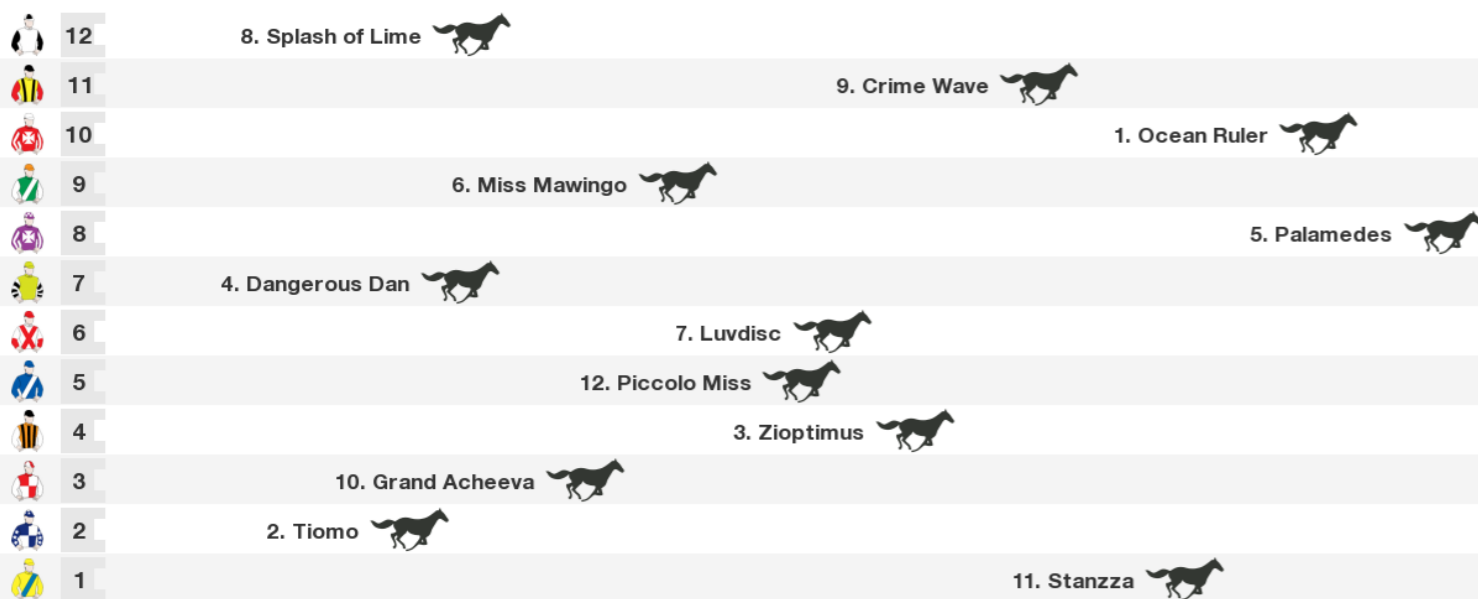 12 8. Splash of Lime
11 9. Crime Wave
10 1. Ocean Ruler
9 6. Miss Mawingo
8 5. Palamedes
7 4. Dangerous Dan
6 7. Luvdisc
5 12. Piccolo Miss
4 3. Zioptimus
3 10. Grand Acheeva
2 2. Tiomo
1 11. Stanzza